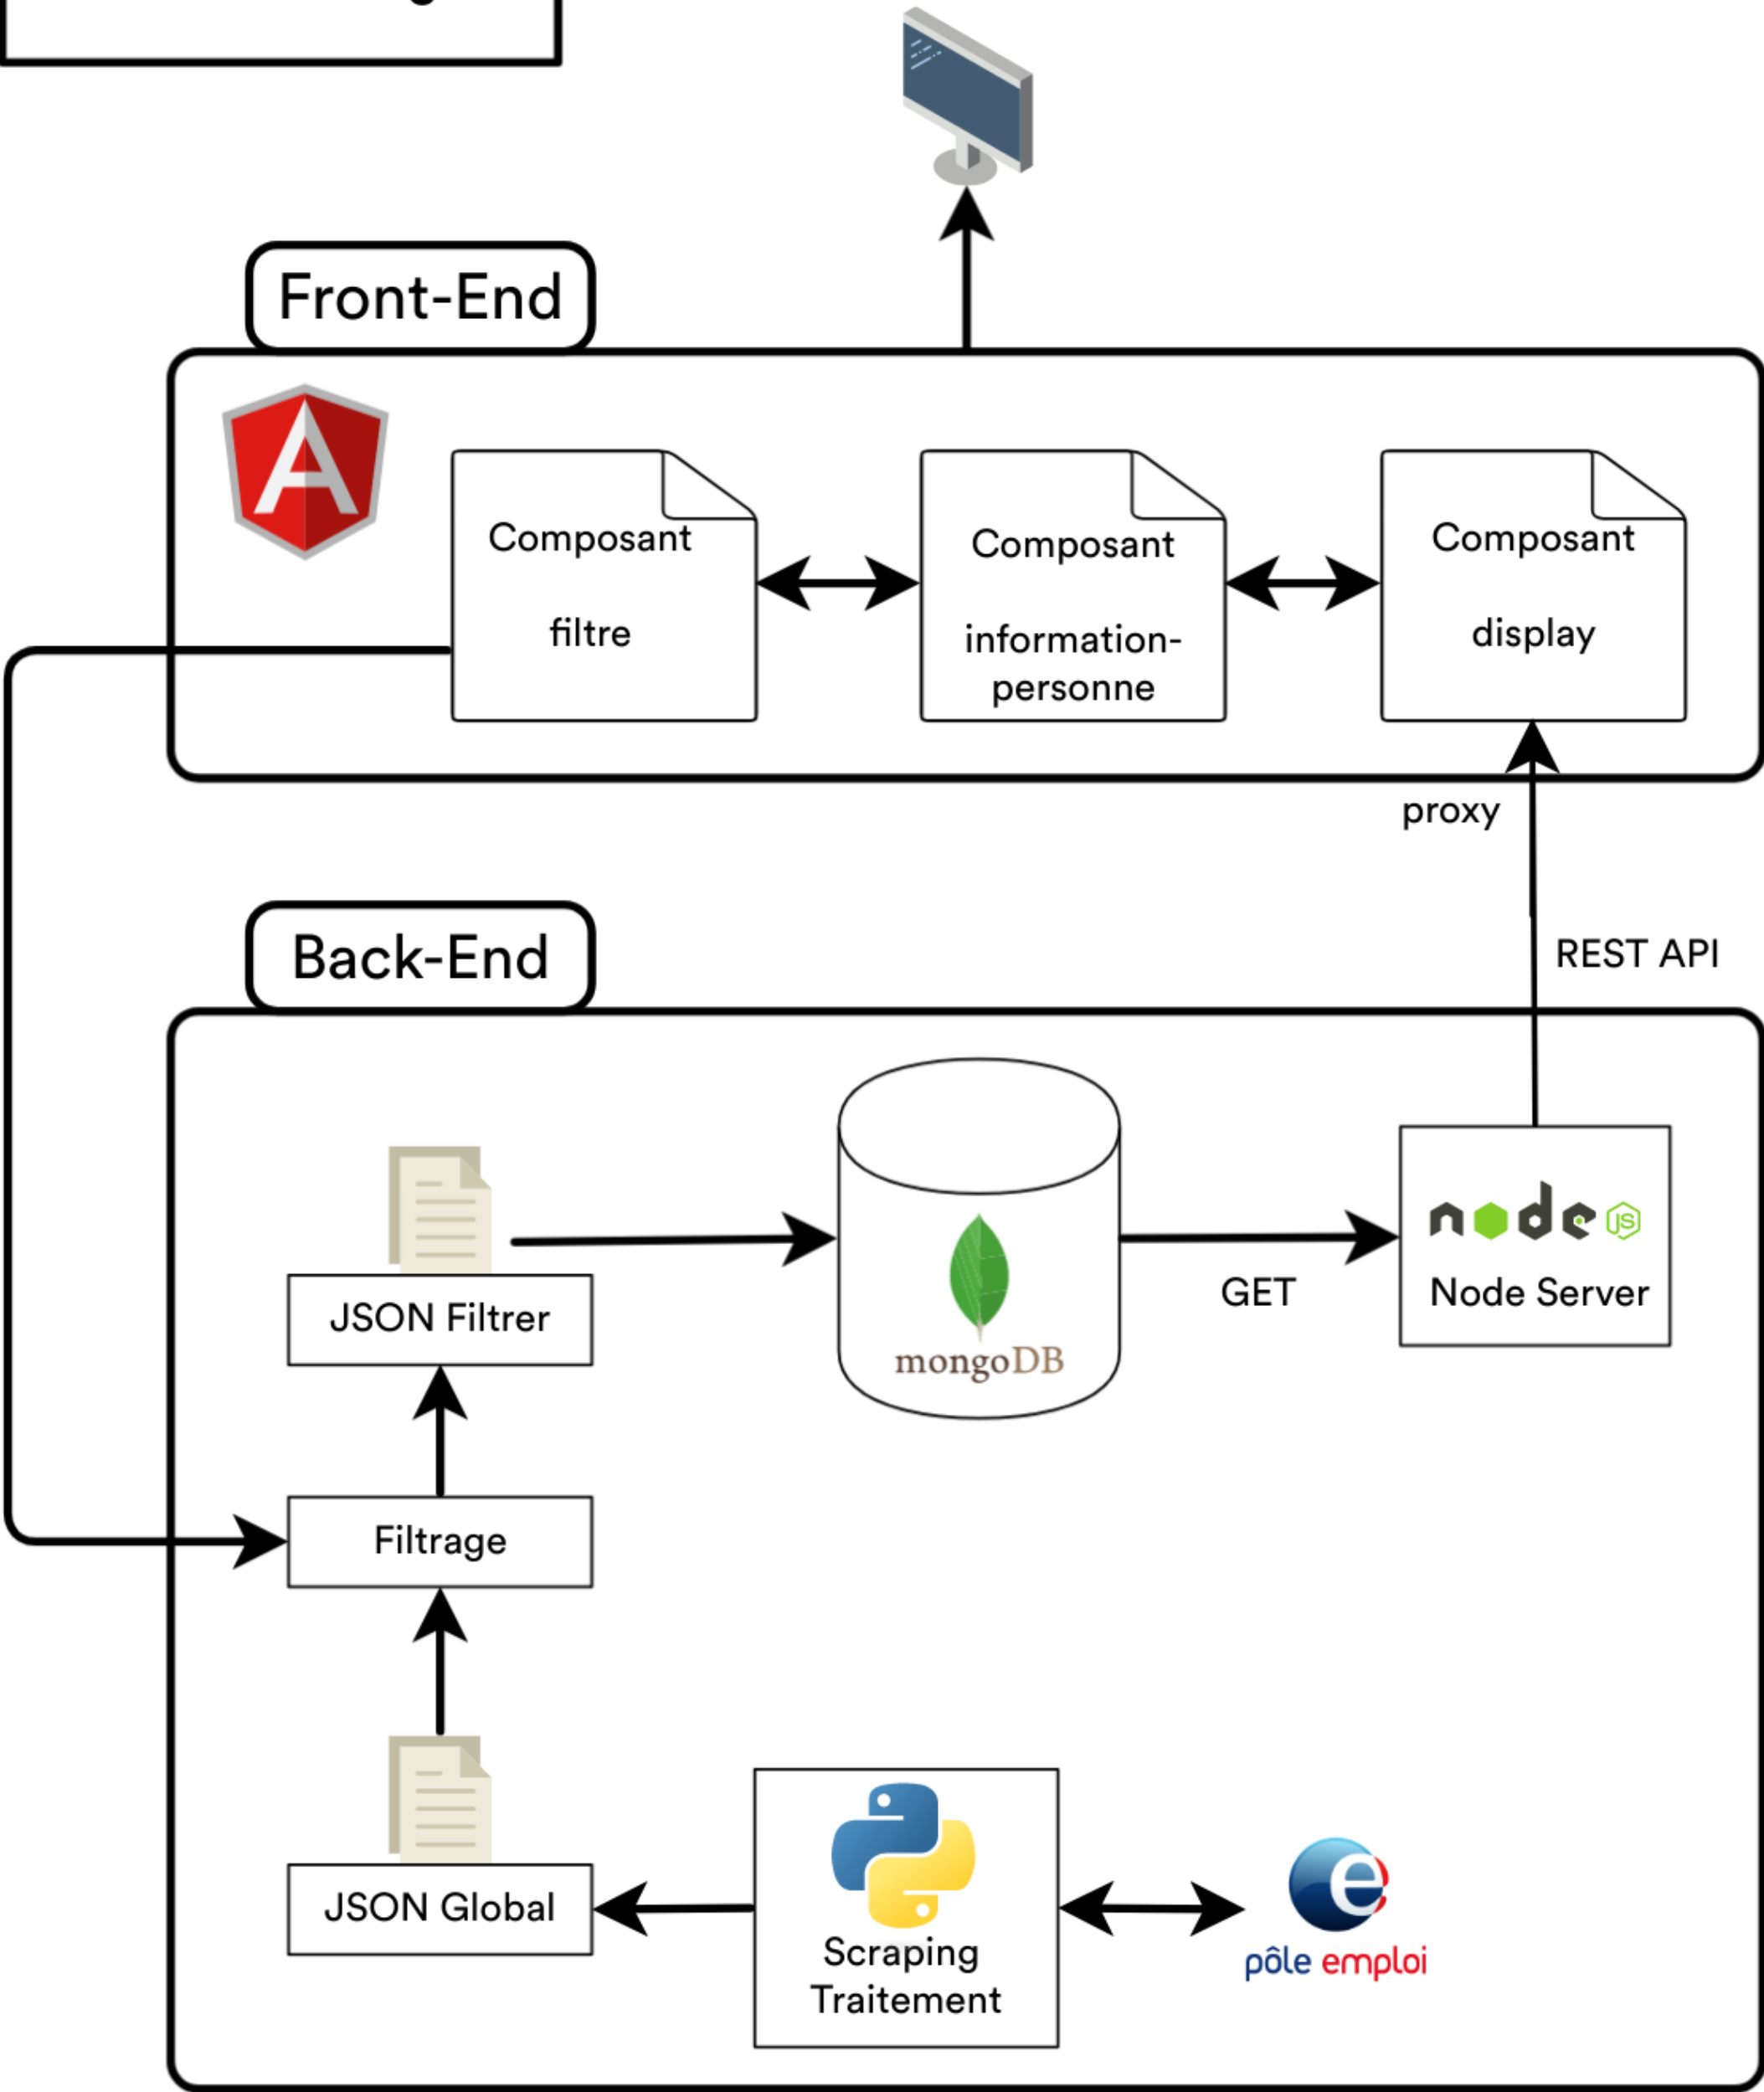 Front-End
Composant
filtre
Composant
information-
personne
Composant
display
proxy
REST API
Back-End
JSON Filtrer
mongoDB
GET
node JS
Node Server
Filtrage
JSON Global
Scraping
Traitement
pôle emploi